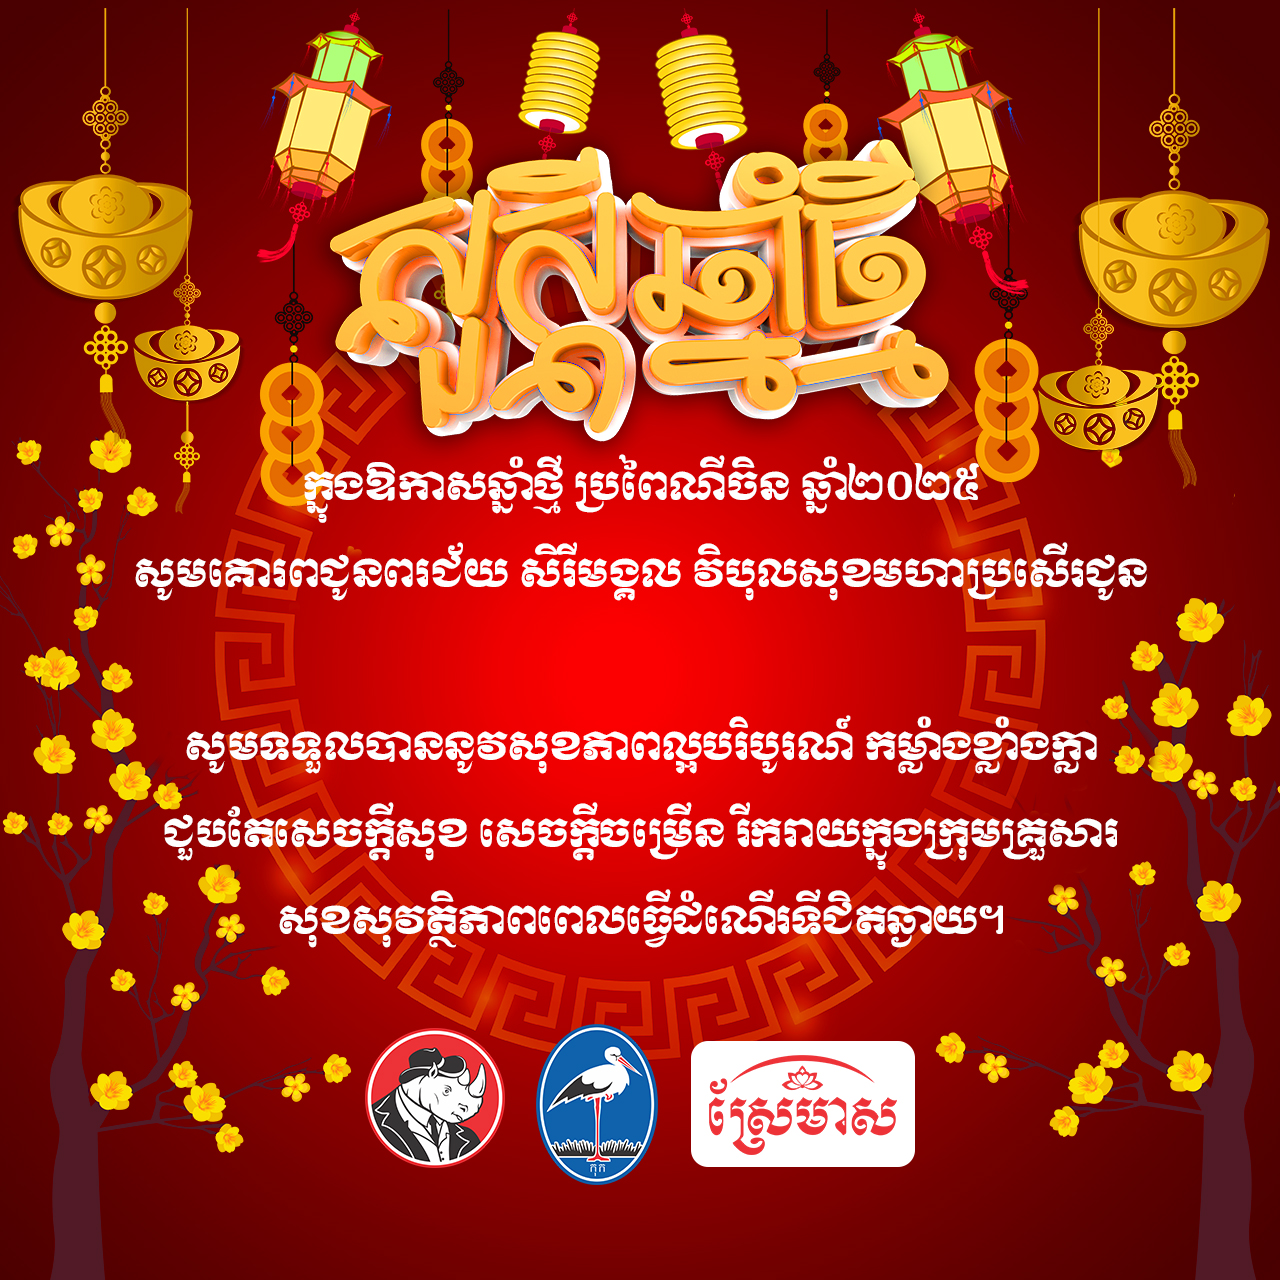 សួស្តីឆ្នាំថ្មី
ក្នុងឱកាសឆ្នាំថ្មី ប្រពៃណីចិន ឆ្នាំ២០២៥
សូមគោរពជូនពរជ័យ សិរីមង្គល វិបុលសុខមហាប្រសើរជូន
សូមទទួលបាននូវសុខភាពល្អបរិបូរណ៍ កម្លាំងខ្លាំងក្លា
ជួបតែសេចក្តីសុខ សេចក្តីចម្រើន រីករាយក្នុងក្រុមគ្រួសារ
សុខសុវត្ថិភាពពេលធ្វើដំណើរទីជិតឆ្ងាយ។
កុក
ស្រែមាស